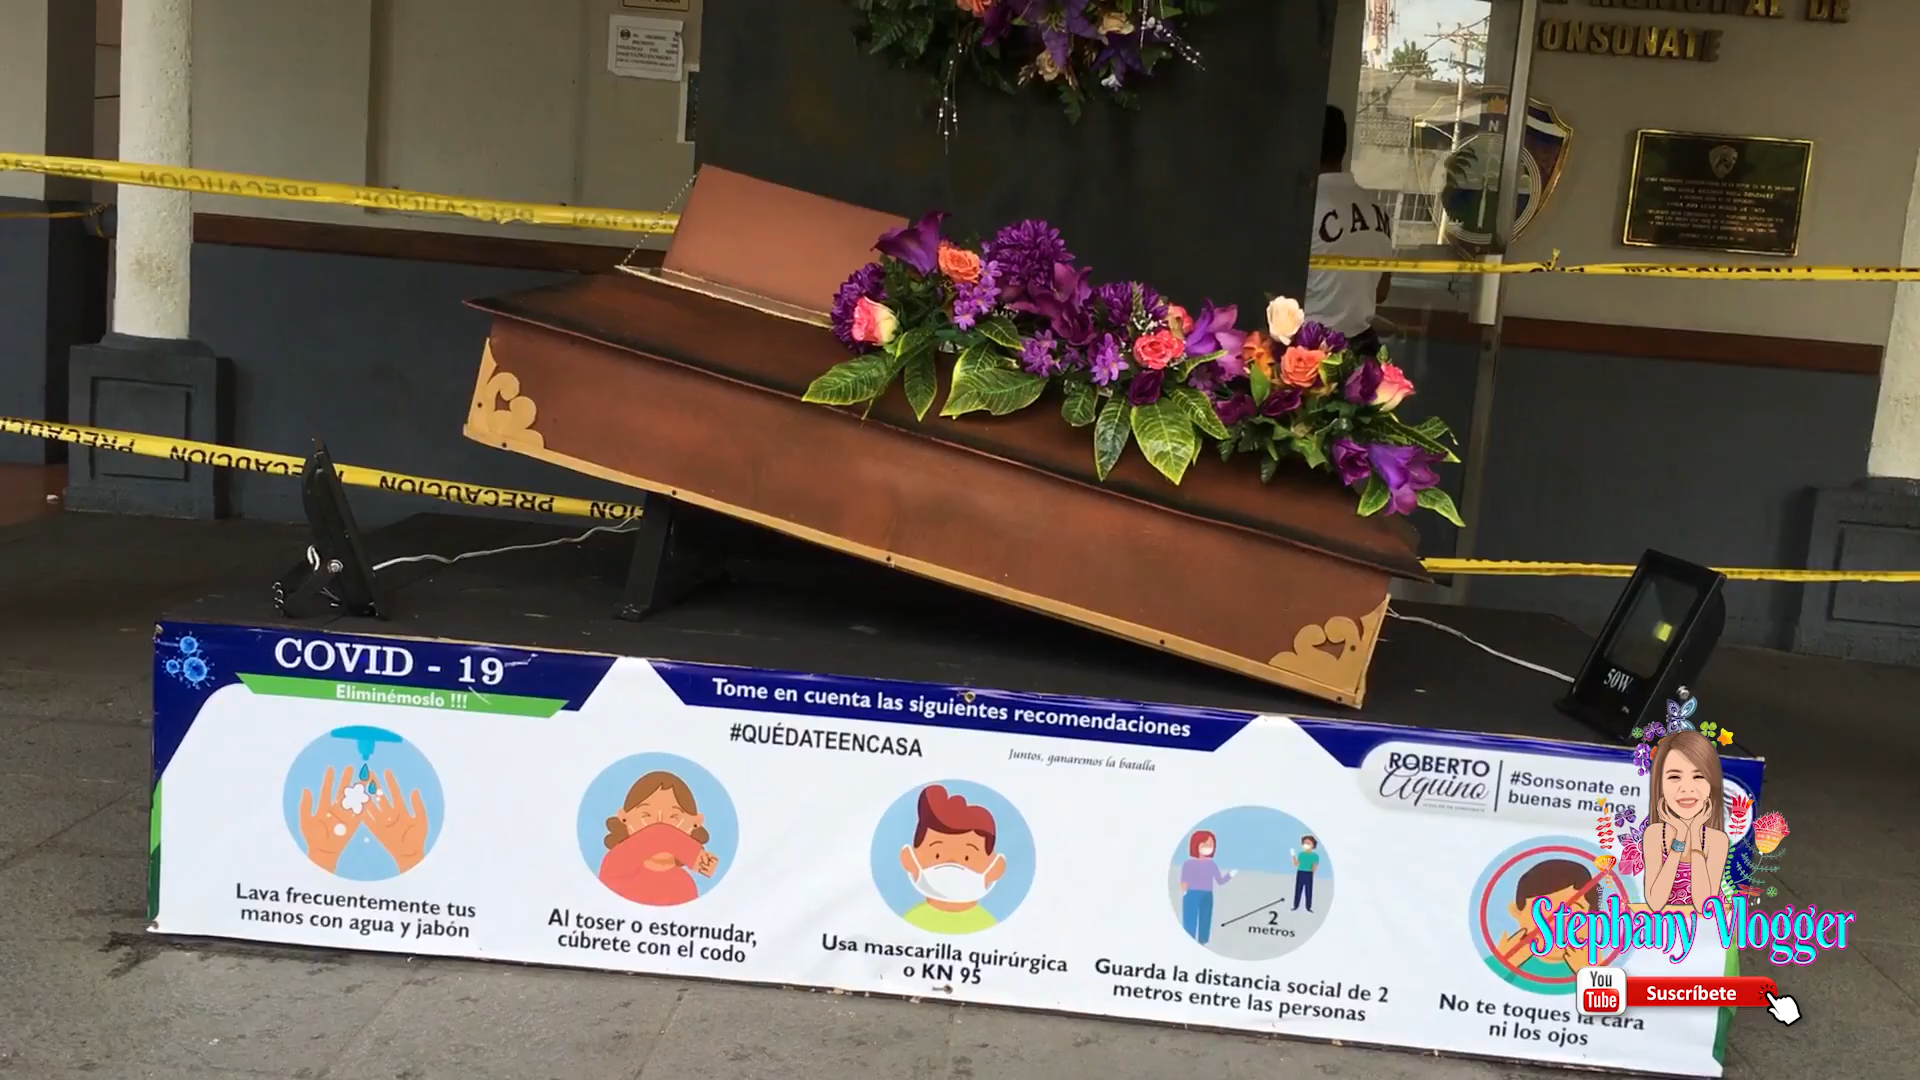 DE
ONSONATE
PRECAUCION PRECAUCION
CAM
PRECAUCION PRECAUCION
50W
COVID - 19
Eliminémoslo !!!
Tome en cuenta las siguientes recomendaciones
#QUÉDATEENCASA
Juntos, ganaremos la batalla
ROBERTO
Aquino
#Sonsonate en
buenas manos
Lava frecuentemente tus
manos con agua y jabón
Al toser o estornudar,
cúbrete con el codo
Usa mascarilla quirúrgica
o KN 95
2
metros
Guarda la distancia social de 2
metros entre las personas
No te toques la cara
ni los ojos
Stephany Vlogger
You
Tube
Suscríbete